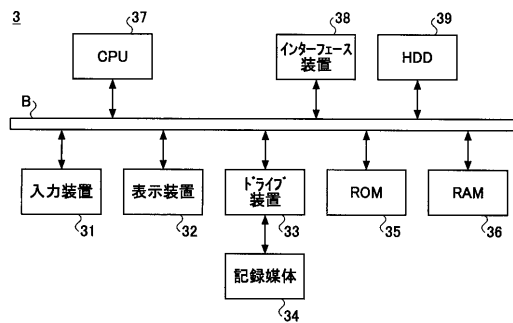 3
37
38
39
CPU
インターフェース
装置
HDD
B
入力装置
表示装置
ドライブ
装置
ROM
RAM
31
32
33
35
36
記録媒体
34